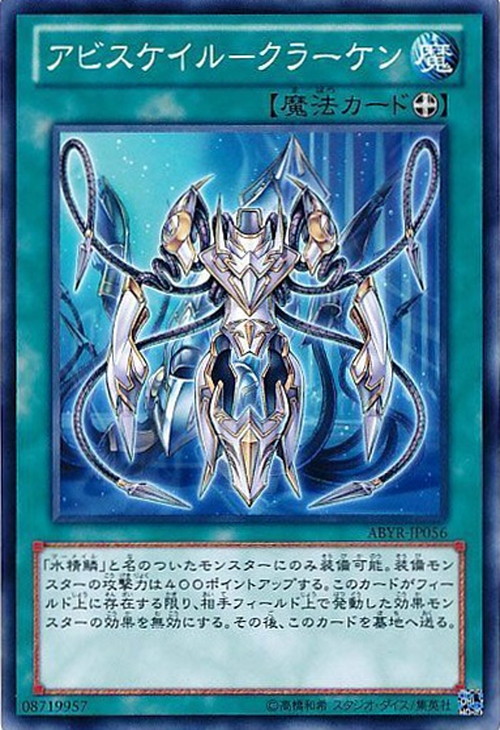 アビスケイル－クラーケン 魔
【魔法カード】
ABYR-JP056
「水精鱗」と名のついたモンスターにのみ装備可能。装備モン
スターの攻撃力は４００ポイントアップする。このカードがフィ
ールド上に存在する限り、相手フィールド上で発動した効果モン
スターの効果を無効にする。その後、このカードを墓地へ送る。
08719957 ©高橋和希 スタジオ・ダイス/集英社